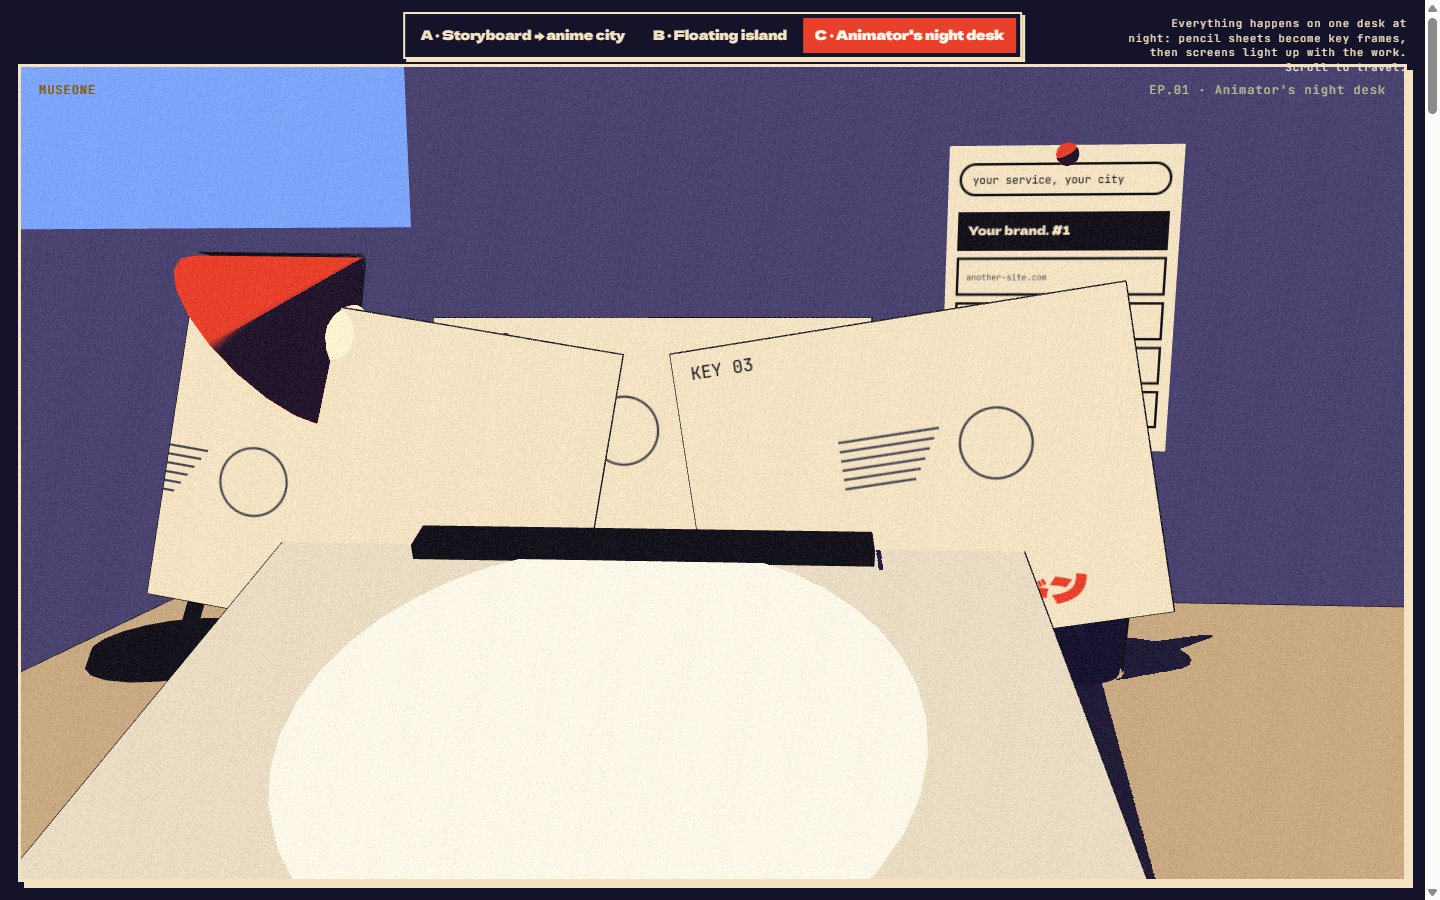 A · Storyboard → anime city
B · Floating island
C · Animator's night desk
Everything happens on one desk at
night: pencil sheets become key frames,
then screens light up with the work.
Scroll to travel.
MUSEONE
EP.01 · Animator's night desk
your service, your city
Your brand. #1
another-site.com
KEY 03
ン